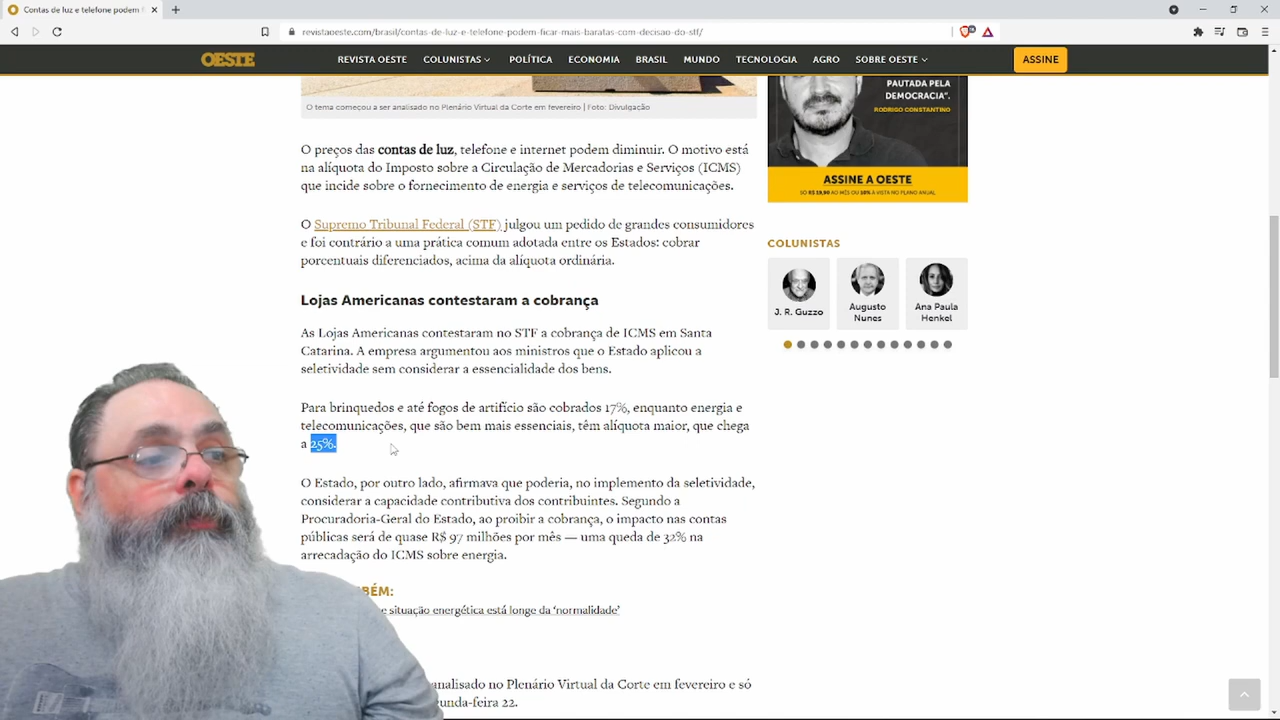 Contas de luz e telefone podem f
revistaoeste.com/brasil/contas-de-luz-e-telefone-podem-ficar-mais-baratas-com-decisao-do-stf/
OESTE
REVISTA OESTE
COLUNISTAS
POLÍTICA
ECONOMIA
BRASIL
MUNDO
TECNOLOGIA
AGRO
SOBRE OESTE
ASSINE
O tema começou a ser analisado no Plenário Virtual da Corte em fevereiro | Foto: Divulgação
O preços das contas de luz, telefone e internet podem diminuir. O motivo está
na alíquota do Imposto sobre a Circulação de Mercadorias e Serviços (ICMS)
que incide sobre o fornecimento de energia e serviços de telecomunicações.
O Supremo Tribunal Federal (STF) julgou um pedido de grandes consumidores
e foi contrário a uma prática comum adotada entre os Estados: cobrar
porcentuais diferenciados, acima da alíquota ordinária.
Lojas Americanas contestaram a cobrança
As Lojas Americanas contestaram no STF a cobrança de ICMS em Santa
Catarina. A empresa argumentou aos ministros que o Estado aplicou a
seletividade sem considerar a essencialidade dos bens.
Para brinquedos e até fogos de artifício são cobrados 17%, enquanto energia e
telecomunicações, que são bem mais essenciais, têm alíquota maior, que chega
a 25%.
O Estado, por outro lado, afirmava que poderia, no implemento da seletividade,
considerar a capacidade contributiva dos contribuintes. Segundo a
Procuradoria-Geral do Estado, ao proibir a cobrança, o impacto nas contas
públicas será de quase R$ 97 milhões por mês — uma queda de 32% na
arrecadação do ICMS sobre energia.
BÉM:
e situação energética está longe da 'normalidade'
analisado no Plenário Virtual da Corte em fevereiro e só
unda-feira 22.
PAUTADA PELA
DEMOCRACIA".
RODRIGO CONSTANTINO
ASSINE A OESTE
SÓ R$ 19,90 AO MÊS OU 10% À VISTA NO PLANO ANUAL
COLUNISTAS
J. R. Guzzo
Augusto
Nunes
Ana Paula
Henkel